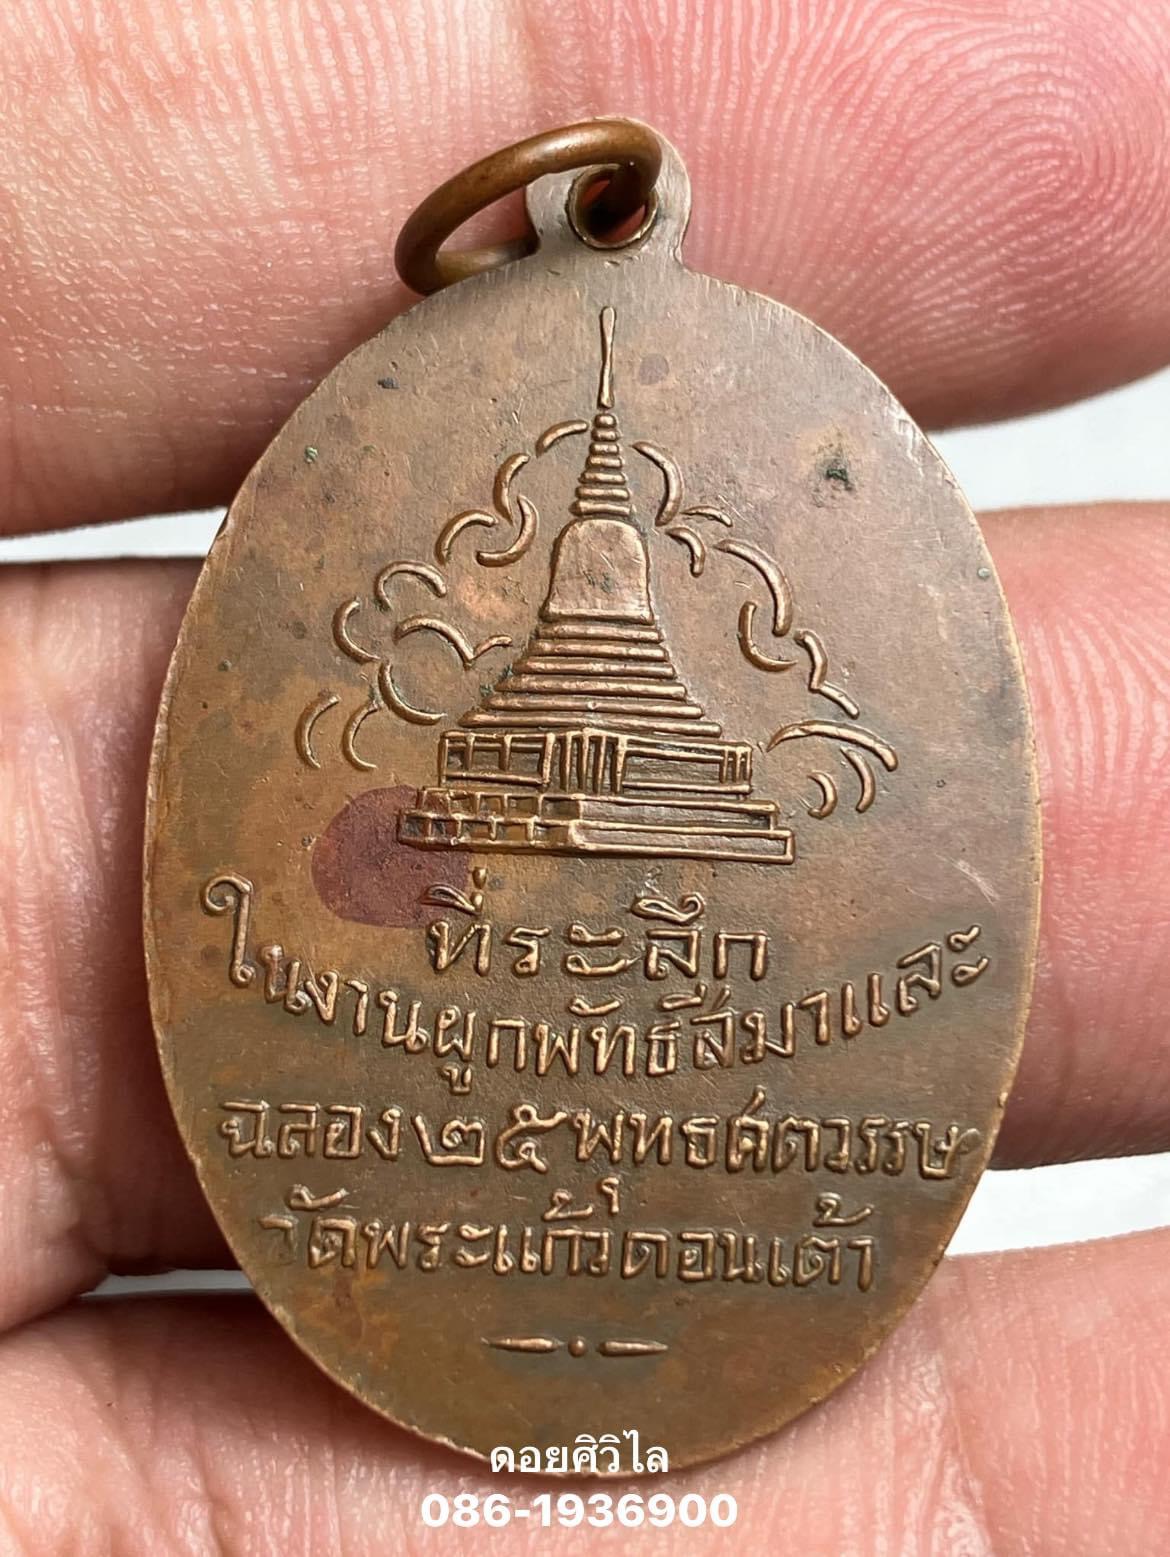 ที่ระลึก
ในงานผูกพัทธสีมาและ
ฉลอง๒๕พุทธศตวรรษ
วัดพระแก้วดอนเต้า
ดอยศิวิไล
086-1936900